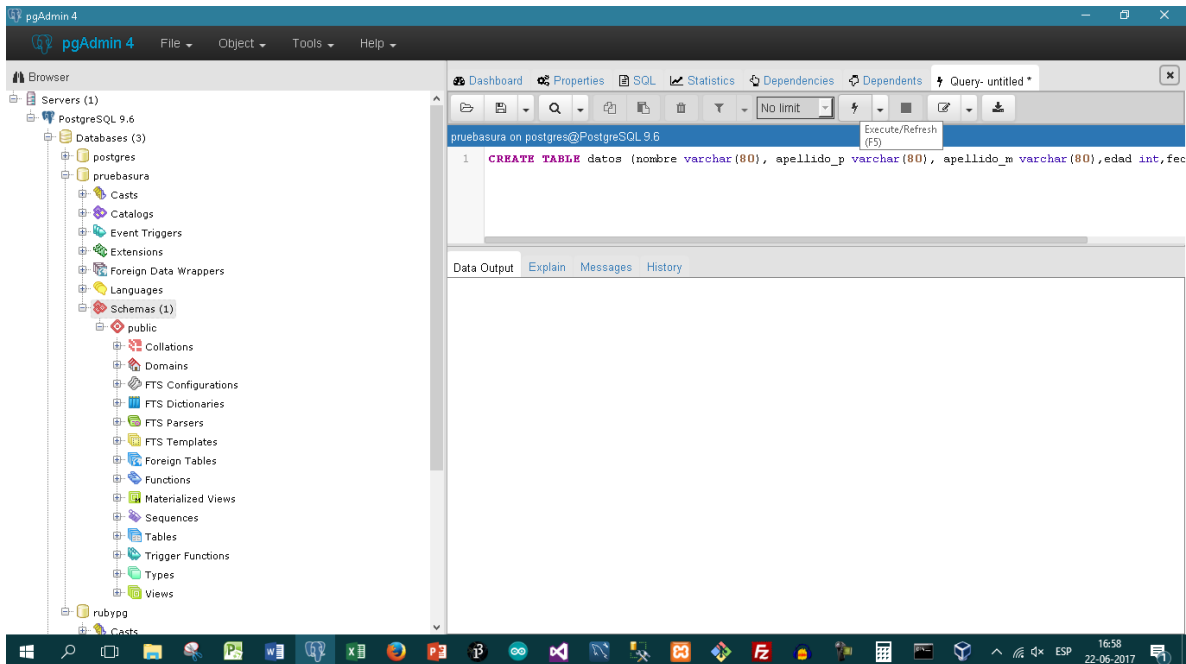 pgAdmin 4
pgAdmin 4 File Object Tools Help
Browser
Servers (1)
PostgreSQL 9.6
Databases (3)
postgres
pruebasura
Casts
Catalogs
Event Triggers
Extensions
Foreign Data Wrappers
Languages
Schemas (1)
public
Collations
Domains
FTS Configurations
FTS Dictionaries
FTS Parsers
FTS Templates
Foreign Tables
Functions
Materialized Views
Sequences
Tables
Trigger Functions
Types
Views
rubypg
Casts
Dashboard Properties SQL Statistics Dependencies Dependents Query- untitled *
No limit
Execute/Refresh
(F5)
pruebasura on postgres@PostgreSQL 9.6
1 CREATE TABLE datos (nombre varchar(80), apellido_p varchar(80), apellido_m varchar(80),edad int,fec
Data Output Explain Messages History
ESP
16:58
22-06-2017